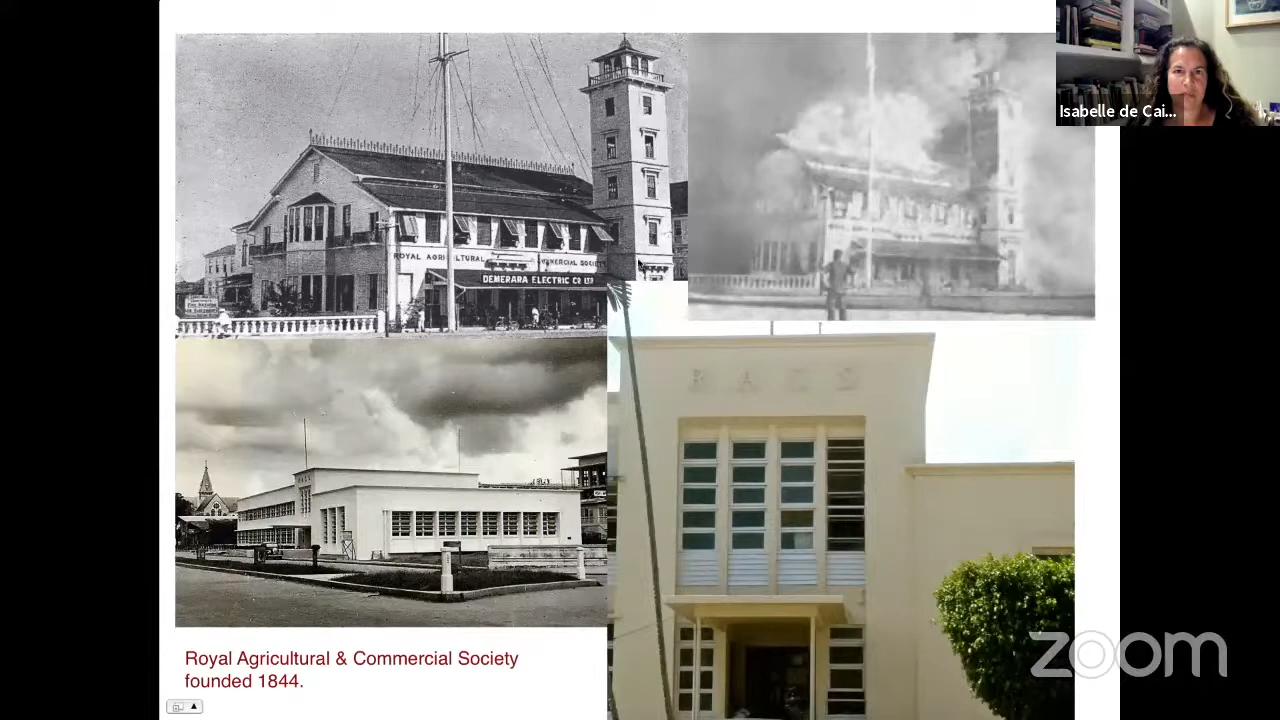 Isabelle de Cai...
ROYAL AGRICULTURAL
COMMERCIAL SOCIETY
DEMERARA ELECTRIC CO LTD
R A C S
Royal Agricultural & Commercial Society
founded 1844.
zoom